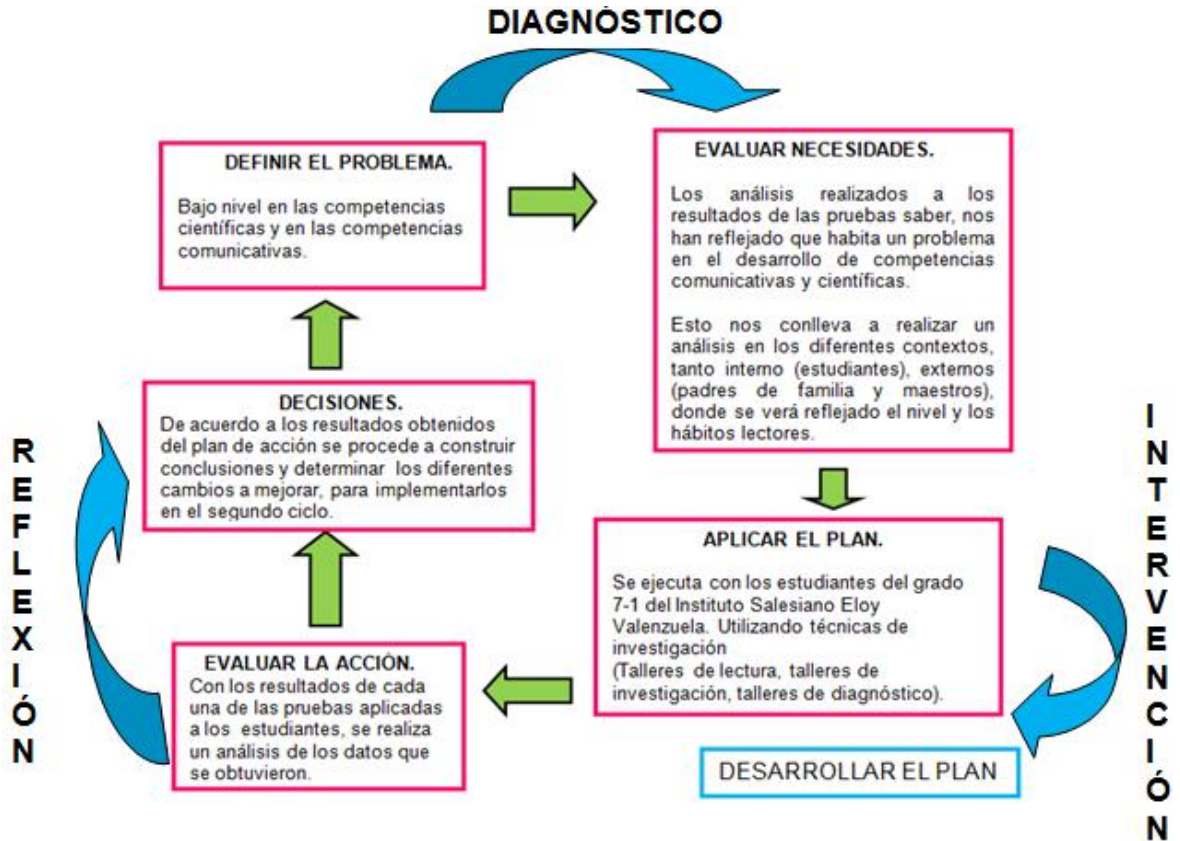 DIAGNÓSTICO
DEFINIR EL PROBLEMA.
Bajo nivel en las competencias
científicas y en las competencias
comunicativas.
EVALUAR NECESIDADES.
Los análisis realizados a los
resultados de las pruebas saber, nos
han reflejado que habita un problema
en el desarrollo de competencias
comunicativas y científicas.
Esto nos conlleva a realizar un
análisis en los diferentes contextos,
tanto interno (estudiantes), externos
(padres de familia y maestros),
donde se verá reflejado el nivel y los
hábitos lectores.
INTERVENCIÓN
APLICAR EL PLAN.
Se ejecuta con los estudiantes del grado
7-1 del Instituto Salesiano Eloy
Valenzuela. Utilizando técnicas de
investigación
(Talleres de lectura, talleres de
investigación, talleres de diagnóstico).
DESARROLLAR EL PLAN
EVALUAR LA ACCIÓN.
Con los resultados de cada
una de las pruebas aplicadas
a los estudiantes, se realiza
un análisis de los datos que
se obtuvieron.
REFLEXIÓN
DECISIONES.
De acuerdo a los resultados obtenidos
del plan de acción se procede a construir
conclusiones y determinar los diferentes
cambios a mejorar, para implementarlos
en el segundo ciclo.